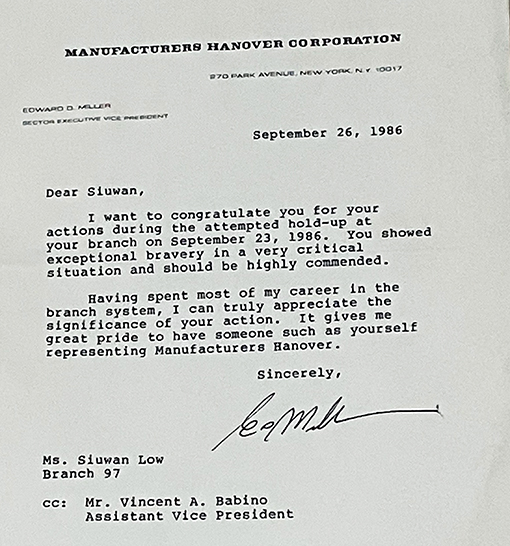 MANUFACTURERS HANOVER CORPORATION
270 PARK AVENUE, NEW YORK, N.Y. 10017
EDWARD D. MILLER
SECTOR EXECUTIVE VICE PRESIDENT
September 26, 1986
Dear Siuwan,
I want to congratulate you for your
actions during the attempted hold-up at
your branch on September 23, 1986. You showed
exceptional bravery in a very critical
situation and should be highly commended.
Having spent most of my career in the
branch system, I can truly appreciate the
significance of your action. It gives me
great pride to have someone such as yourself
representing Manufacturers Hanover.
Sincerely,
Ed Miller
Ms. Siuwan Low
Branch 97
cc: Mr. Vincent A. Babino
Assistant Vice President